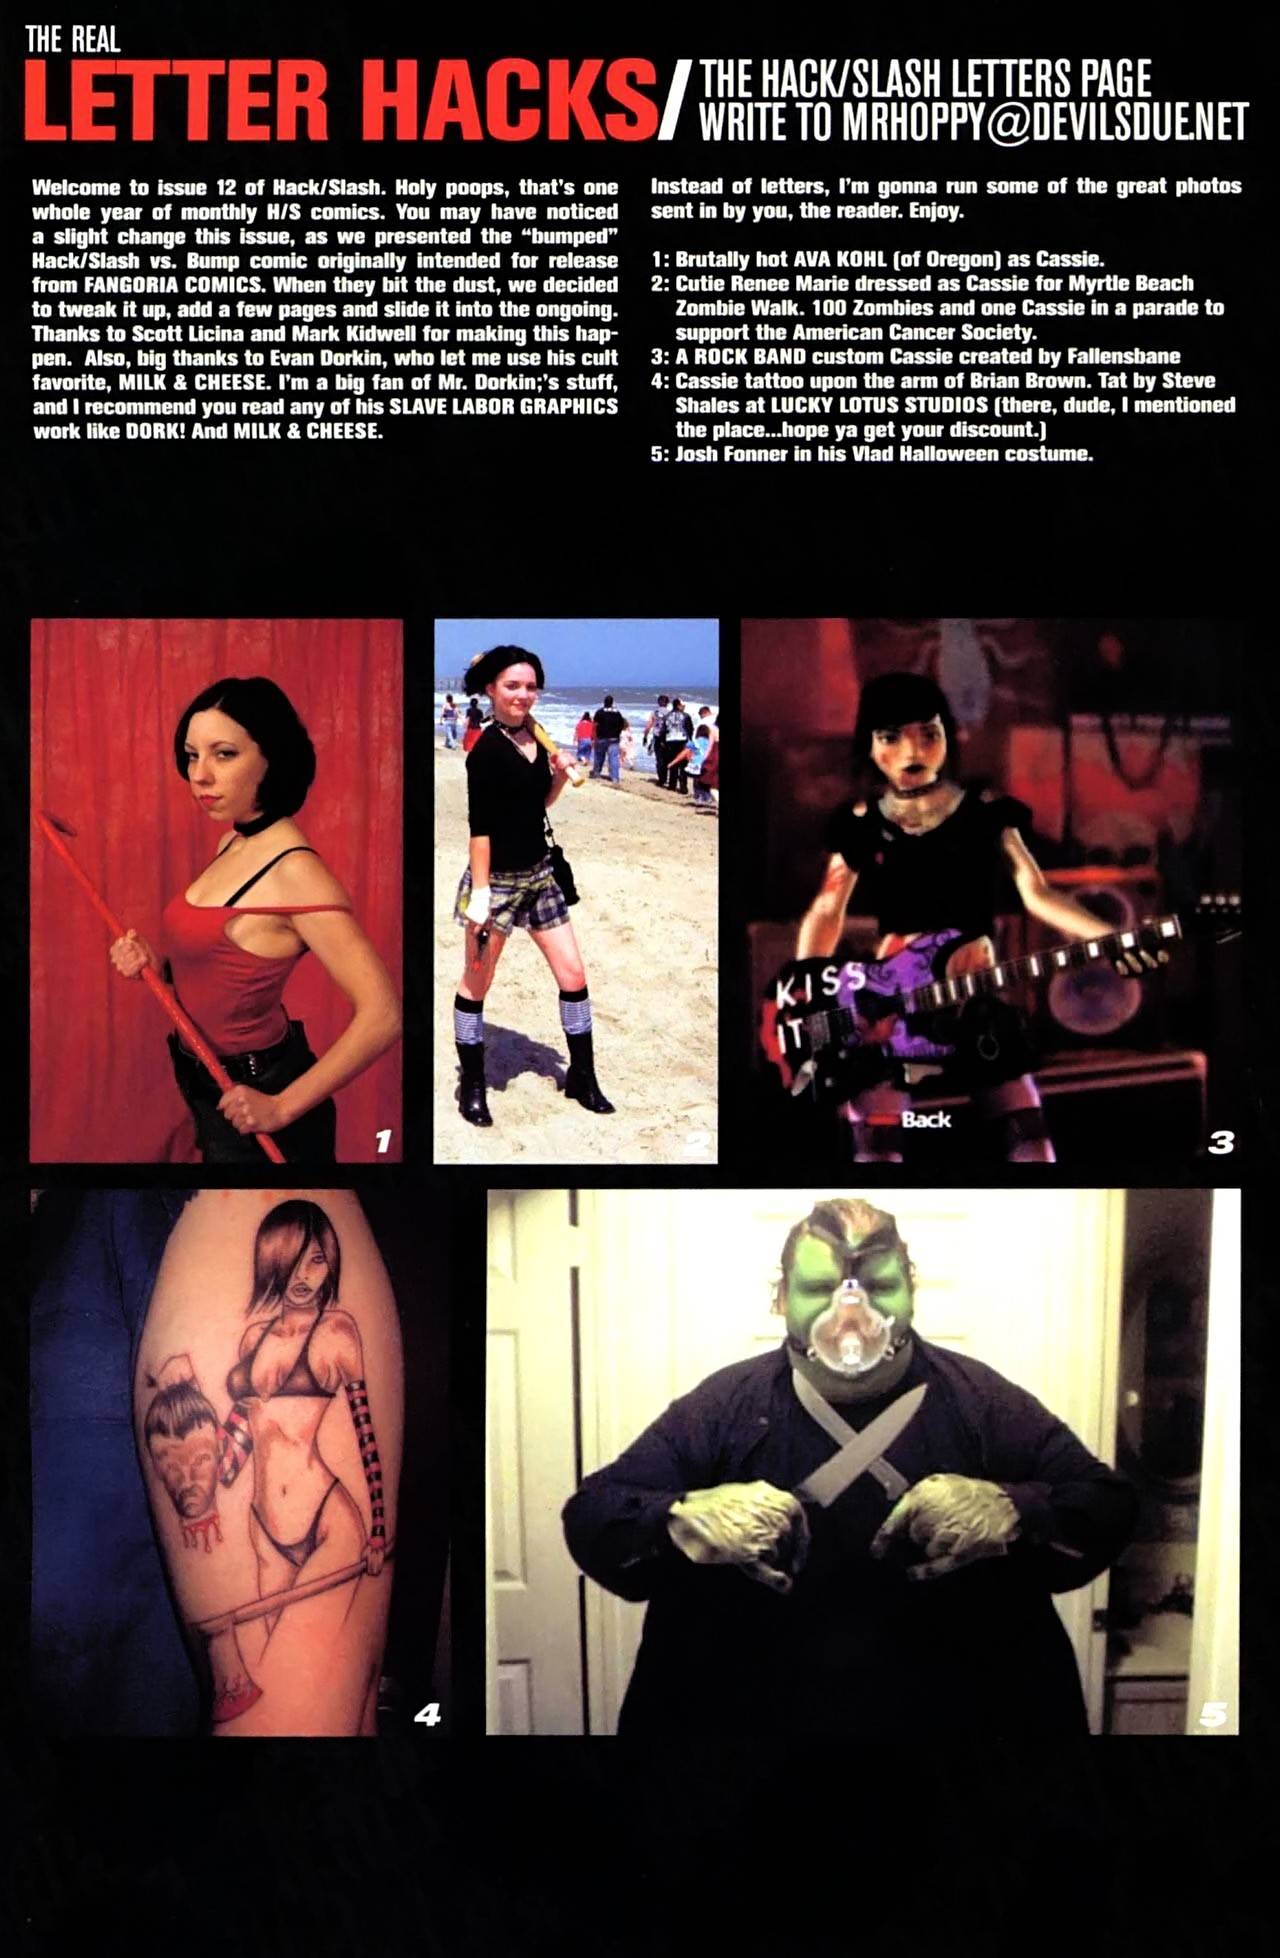 THE REAL
LETTER HACKS/
THE HACK/SLASH LETTERS PAGE
WRITE TO MRHOPPY@DEVILSDUE.NET
Welcome to issue 12 of Hack/Slash. Holy poops, that's one
whole year of monthly H/S comics. You may have noticed
a slight change this issue, as we presented the “bumped”
Hack/Slash vs. Bump comic originally intended for release
from FANGORIA COMICS. When they bit the dust, we decided
to tweak it up, add a few pages and slide it into the ongoing.
Thanks to Scott Licina and Mark Kidwell for making this hap-
pen. Also, big thanks to Evan Dorkin, who let me use his cult
favorite, MILK & CHEESE. I'm a big fan of Mr. Dorkin;'s stuff,
and I recommend you read any of his SLAVE LABOR GRAPHICS
work like DORK! And MILK & CHEESE.
Instead of letters, I'm gonna run some of the great photos
sent in by you, the reader. Enjoy.
1: Brutally hot AVA KOHL (of Oregon) as Cassie.
2: Cutie Renee Marie dressed as Cassie for Myrtle Beach
Zombie Walk. 100 Zombies and one Cassie in a parade to
support the American Cancer Society.
3: A ROCK BAND custom Cassie created by Fallensbane
4: Cassie tattoo upon the arm of Brian Brown. Tat by Steve
Shales at LUCKY LOTUS STUDIOS (there, dude, I mentioned
the place...hope ya get your discount.)
5: Josh Fonner in his Vlad Halloween costume.
1
2
KISS
IT
Back
3
4
5